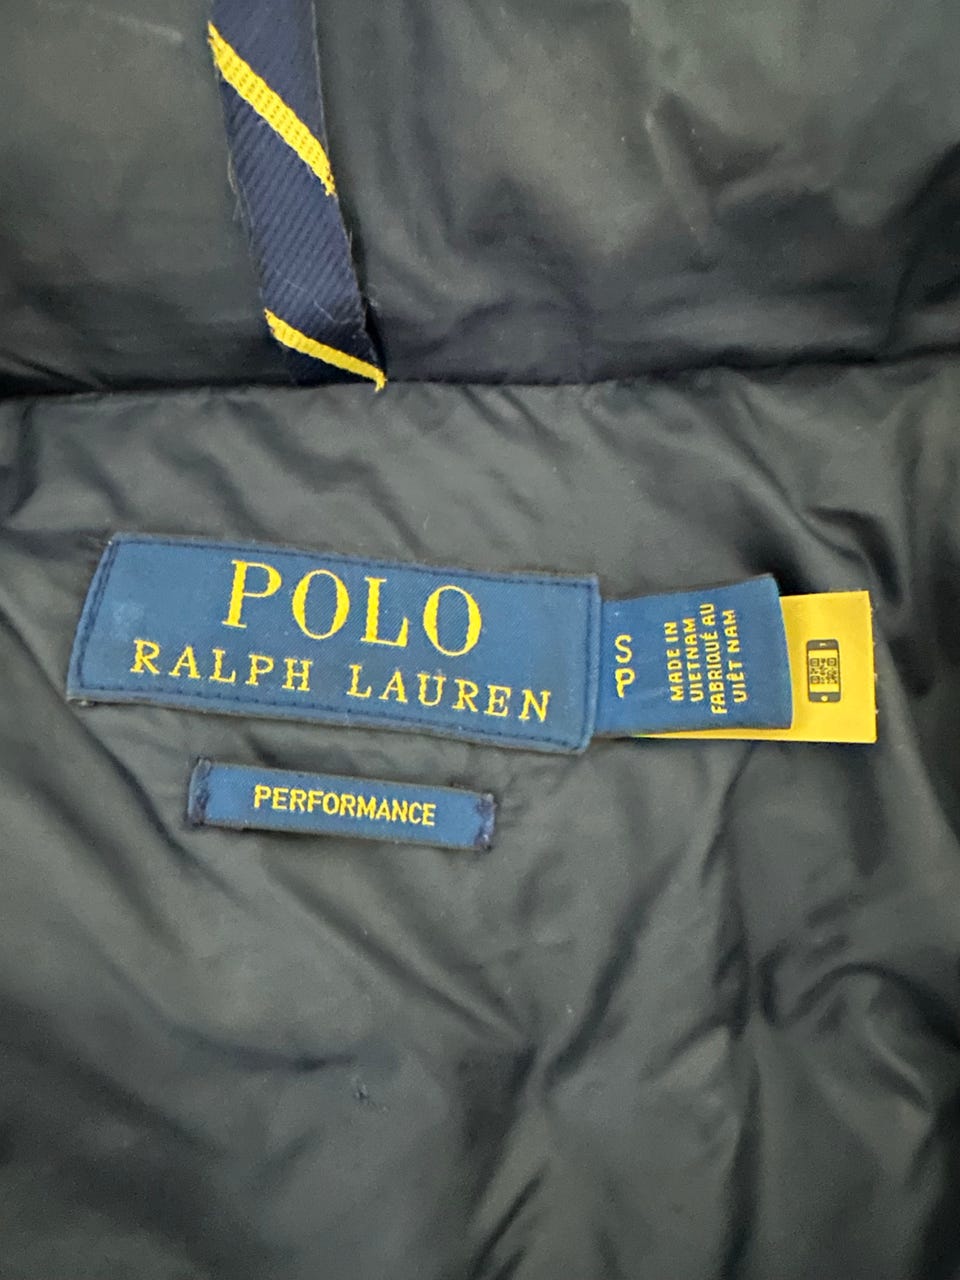 POLO
RALPH LAUREN
S
P
MADE IN
VIETNAM
FABRIQUÉ AU
VIÊT NAM
PERFORMANCE